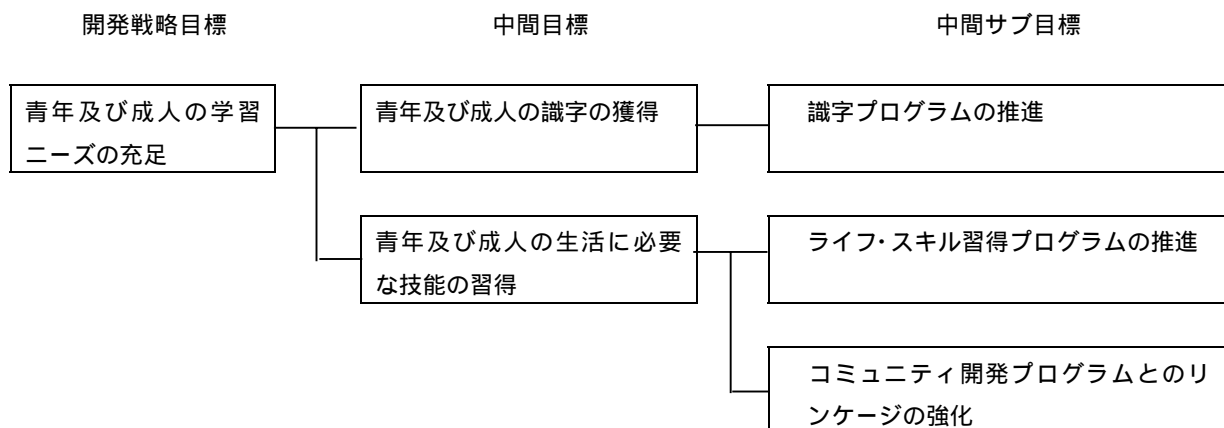 開発戦略目標 中間目標 中間サブ目標
青年及び成人の学習
ニーズの充足
青年及び成人の識字の獲得
識字プログラムの推進
青年及び成人の生活に必要
な技能の習得
ライフ・スキル習得プログラムの推進
コミュニティ開発プログラムとのリ
ンケージの強化